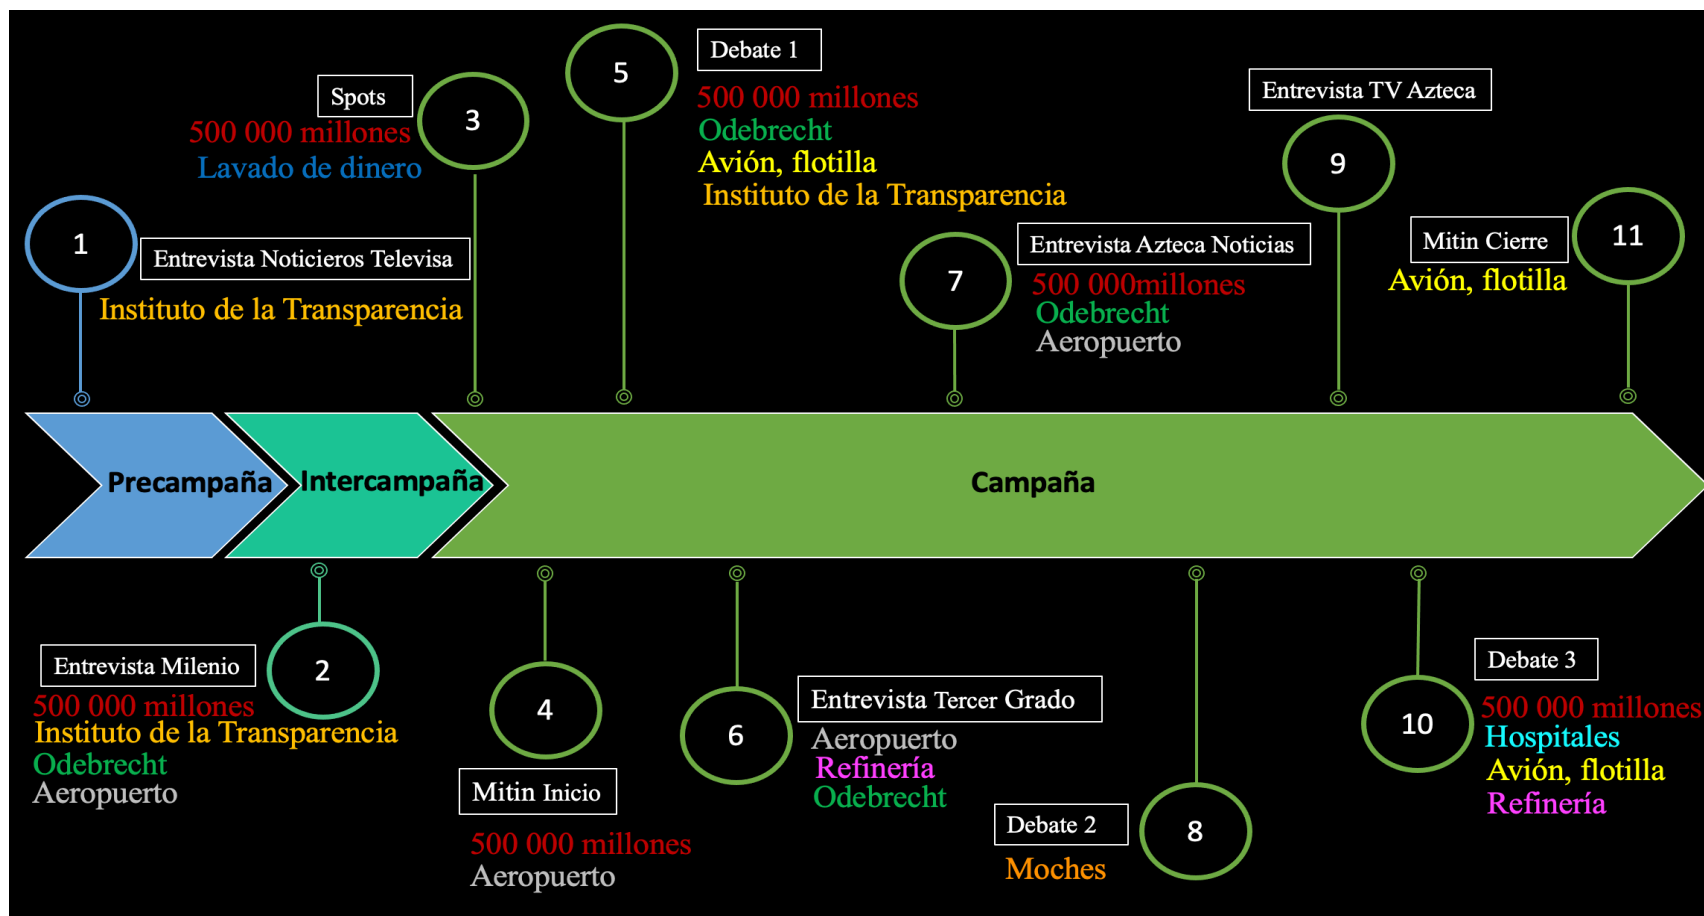 1
Entrevista Noticieros Televisa
Instituto de la Transparencia
Spots
3
500 000 millones
Lavado de dinero
5
Debate 1
500 000 millones
Odebrecht
Avión, flotilla
Instituto de la Transparencia
7
Entrevista Azteca Noticias
500 000millones
Odebrecht
Aeropuerto
Entrevista TV Azteca
9
Mitin Cierre
11
Avión, flotilla
Precampaña
Intercampaña
Campaña
Entrevista Milenio
2
500 000 millones
Instituto de la Transparencia
Odebrecht
Aeropuerto
4
Mitin Inicio
500 000 millones
Aeropuerto
6
Entrevista Tercer Grado
Aeropuerto
Refinería
Odebrecht
Debate 2
8
Moches
10
Debate 3
500 000 millones
Hospitales
Avión, flotilla
Refinería